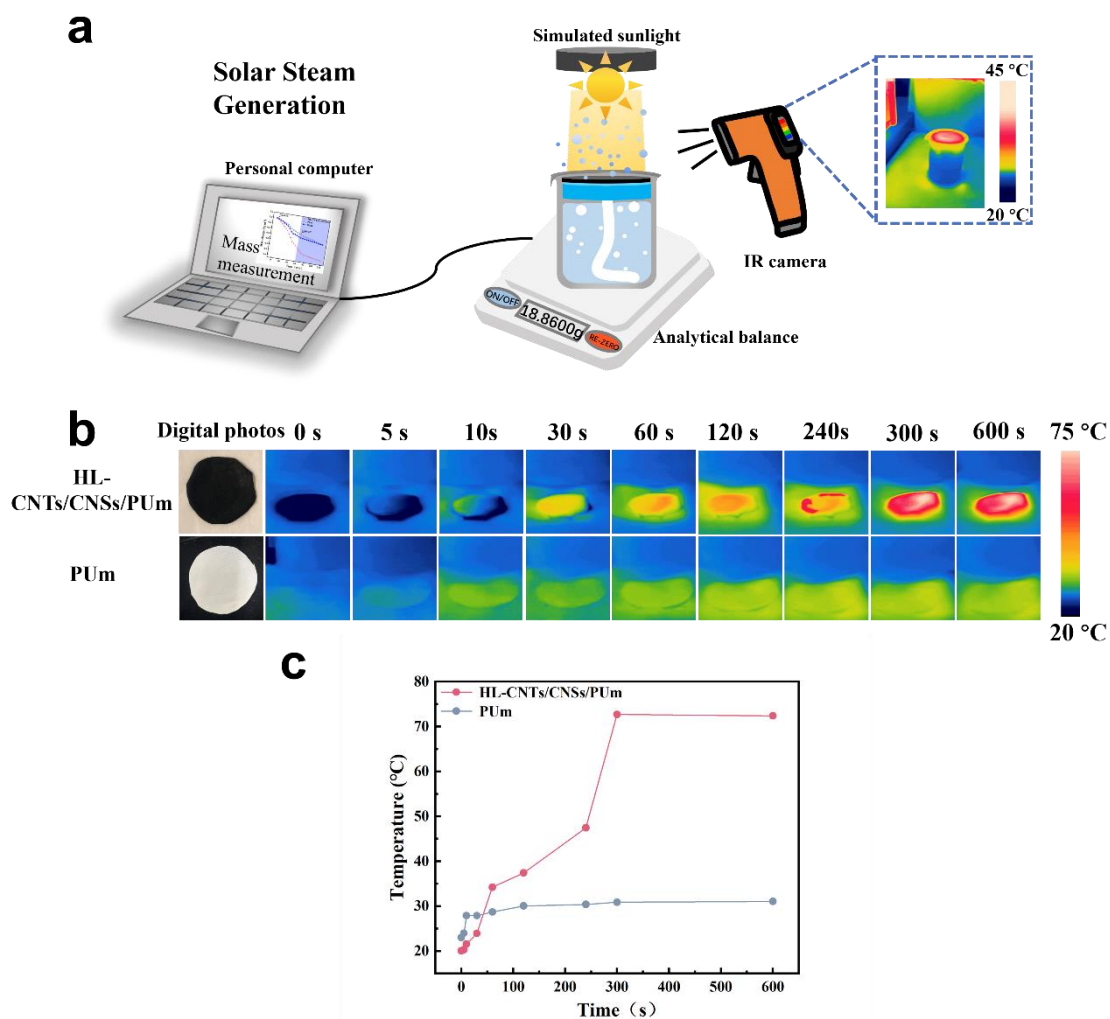 a
Simulated sunlight
Solar Steam
Generation
45 °C
Personal computer
Mass
measurement
20 °C
IR camera
ON/OFF
18.8600g
RE-ZERO
Analytical balance
b
Digital photos 0 s 5 s 10s 30 s 60 s 120 s 240s 300 s 600 s 75 °C
HL-
CNTs/CNSs/PUm
PUm
20 °C
c
80
HL-CNTs/CNSs/PUm
PUm
70
60
50
40
30
20
Temperature (°C)
0 100 200 300 400 500 600
Time（s）